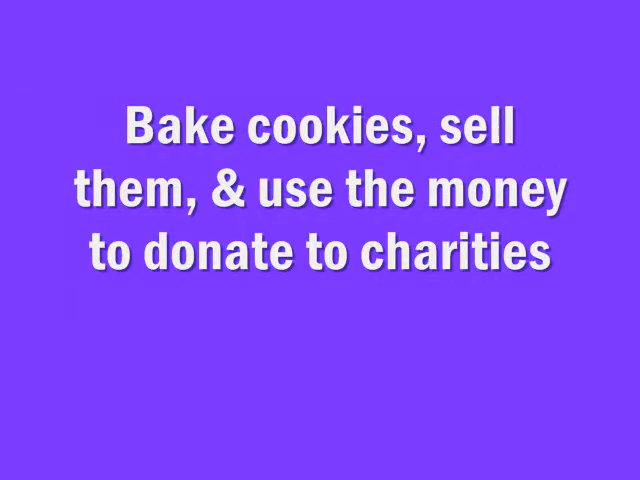 Bake cookies, sell
them, & use the money
to donate to charities